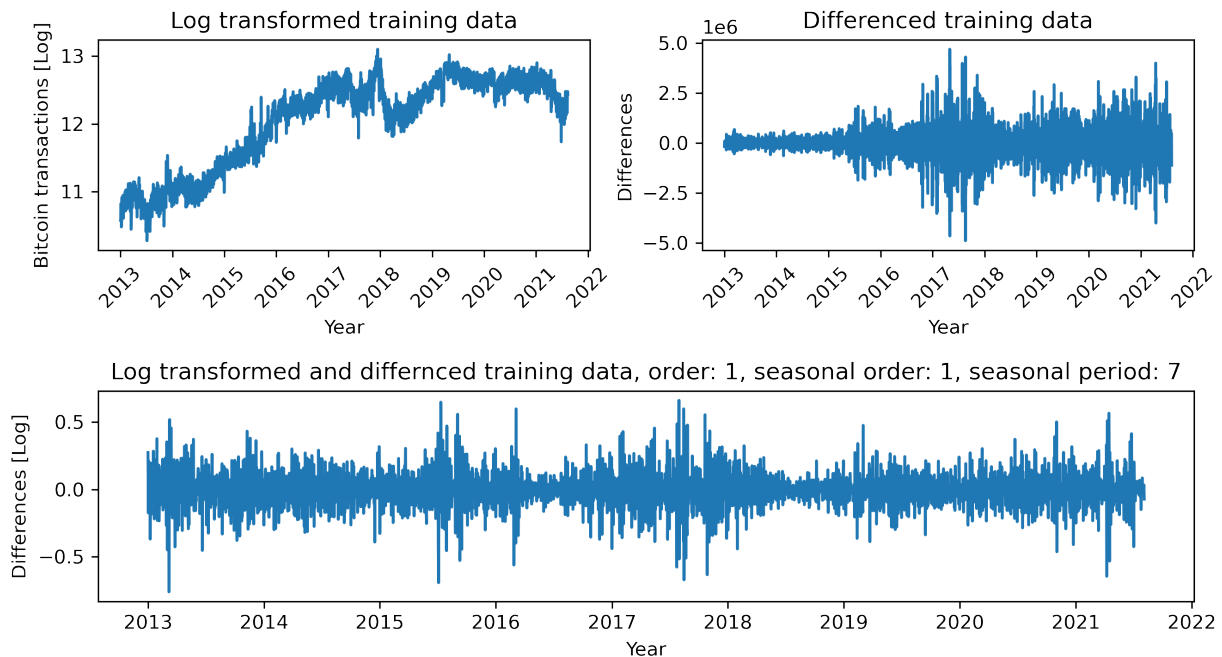 Log transformed training data
Bitcoin transactions [Log]
13
12
11
2013 2014 2015 2016 2017 2018 2019 2020 2021 2022
Year
Differenced training data
1e6
Differences
5.0
2.5
0.0
−2.5
−5.0
2013 2014 2015 2016 2017 2018 2019 2020 2021 2022
Year
Log transformed and differnced training data, order: 1, seasonal order: 1, seasonal period: 7
Differences [Log]
0.5
0.0
−0.5
2013 2014 2015 2016 2017 2018 2019 2020 2021 2022
Year